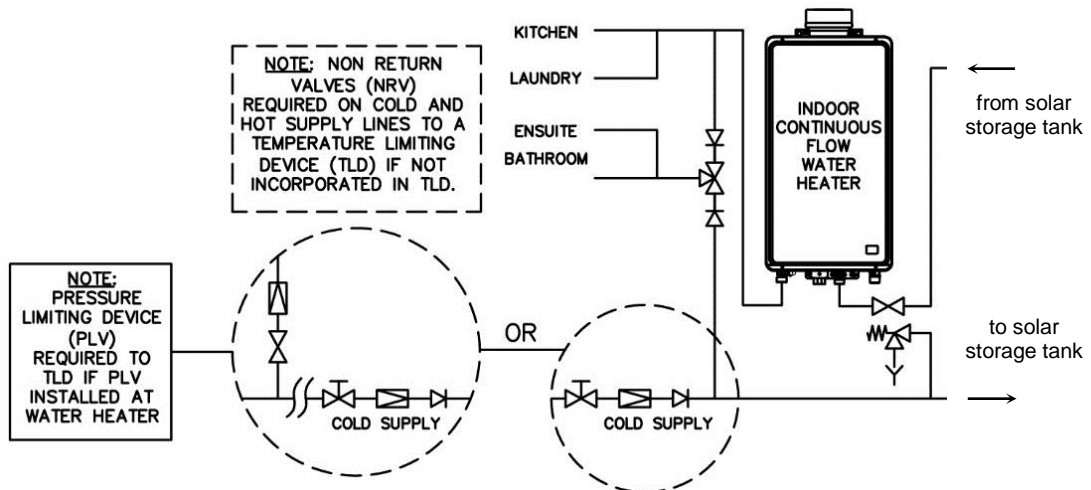 NOTE: NON RETURN
VALVES (NRV)
REQUIRED ON COLD AND
HOT SUPPLY LINES TO A
TEMPERATURE LIMITING
DEVICE (TLD) IF NOT
INCORPORATED IN TLD.
KITCHEN
LAUNDRY
ENSUITE
BATHROOM
INDOOR
CONTINUOUS
FLOW
WATER
HEATER
from solar
storage tank
NOTE:
PRESSURE
LIMITING DEVICE
(PLV)
REQUIRED TO
TLD IF PLV
INSTALLED AT
WATER HEATER
COLD SUPPLY
OR
COLD SUPPLY
to solar
storage tank